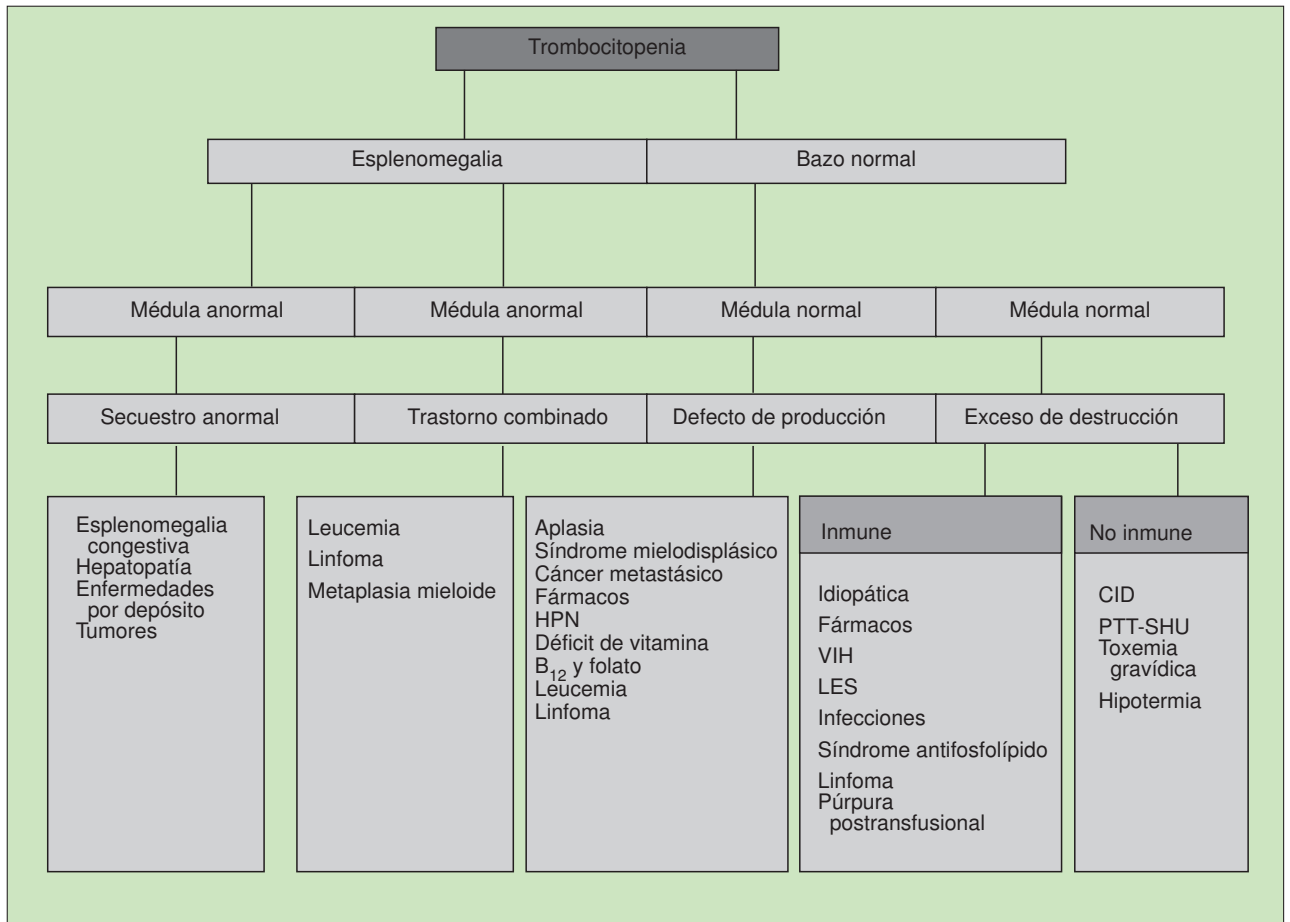 Trombocitopenia
Esplenomegalia
Bazo normal
Médula anormal
Médula anormal
Médula normal
Médula normal
Secuestro anormal
Trastorno combinado
Defecto de producción
Exceso de destrucción
Esplenomegalia
congestiva
Hepatopatía
Enfermedades
por depósito
Tumores
Leucemia
Linfoma
Metaplasia mieloide
Aplasia
Síndrome mielodisplásico
Cáncer metastásico
Fármacos
HPN
Déficit de vitamina
B12 y folato
Leucemia
Linfoma
Inmune
Idiopática
Fármacos
VIH
LES
Infecciones
Síndrome antifosfolípido
Linfoma
Púrpura
postransfusional
No inmune
CID
PTT-SHU
Toxemia
gravídica
Hipotermia